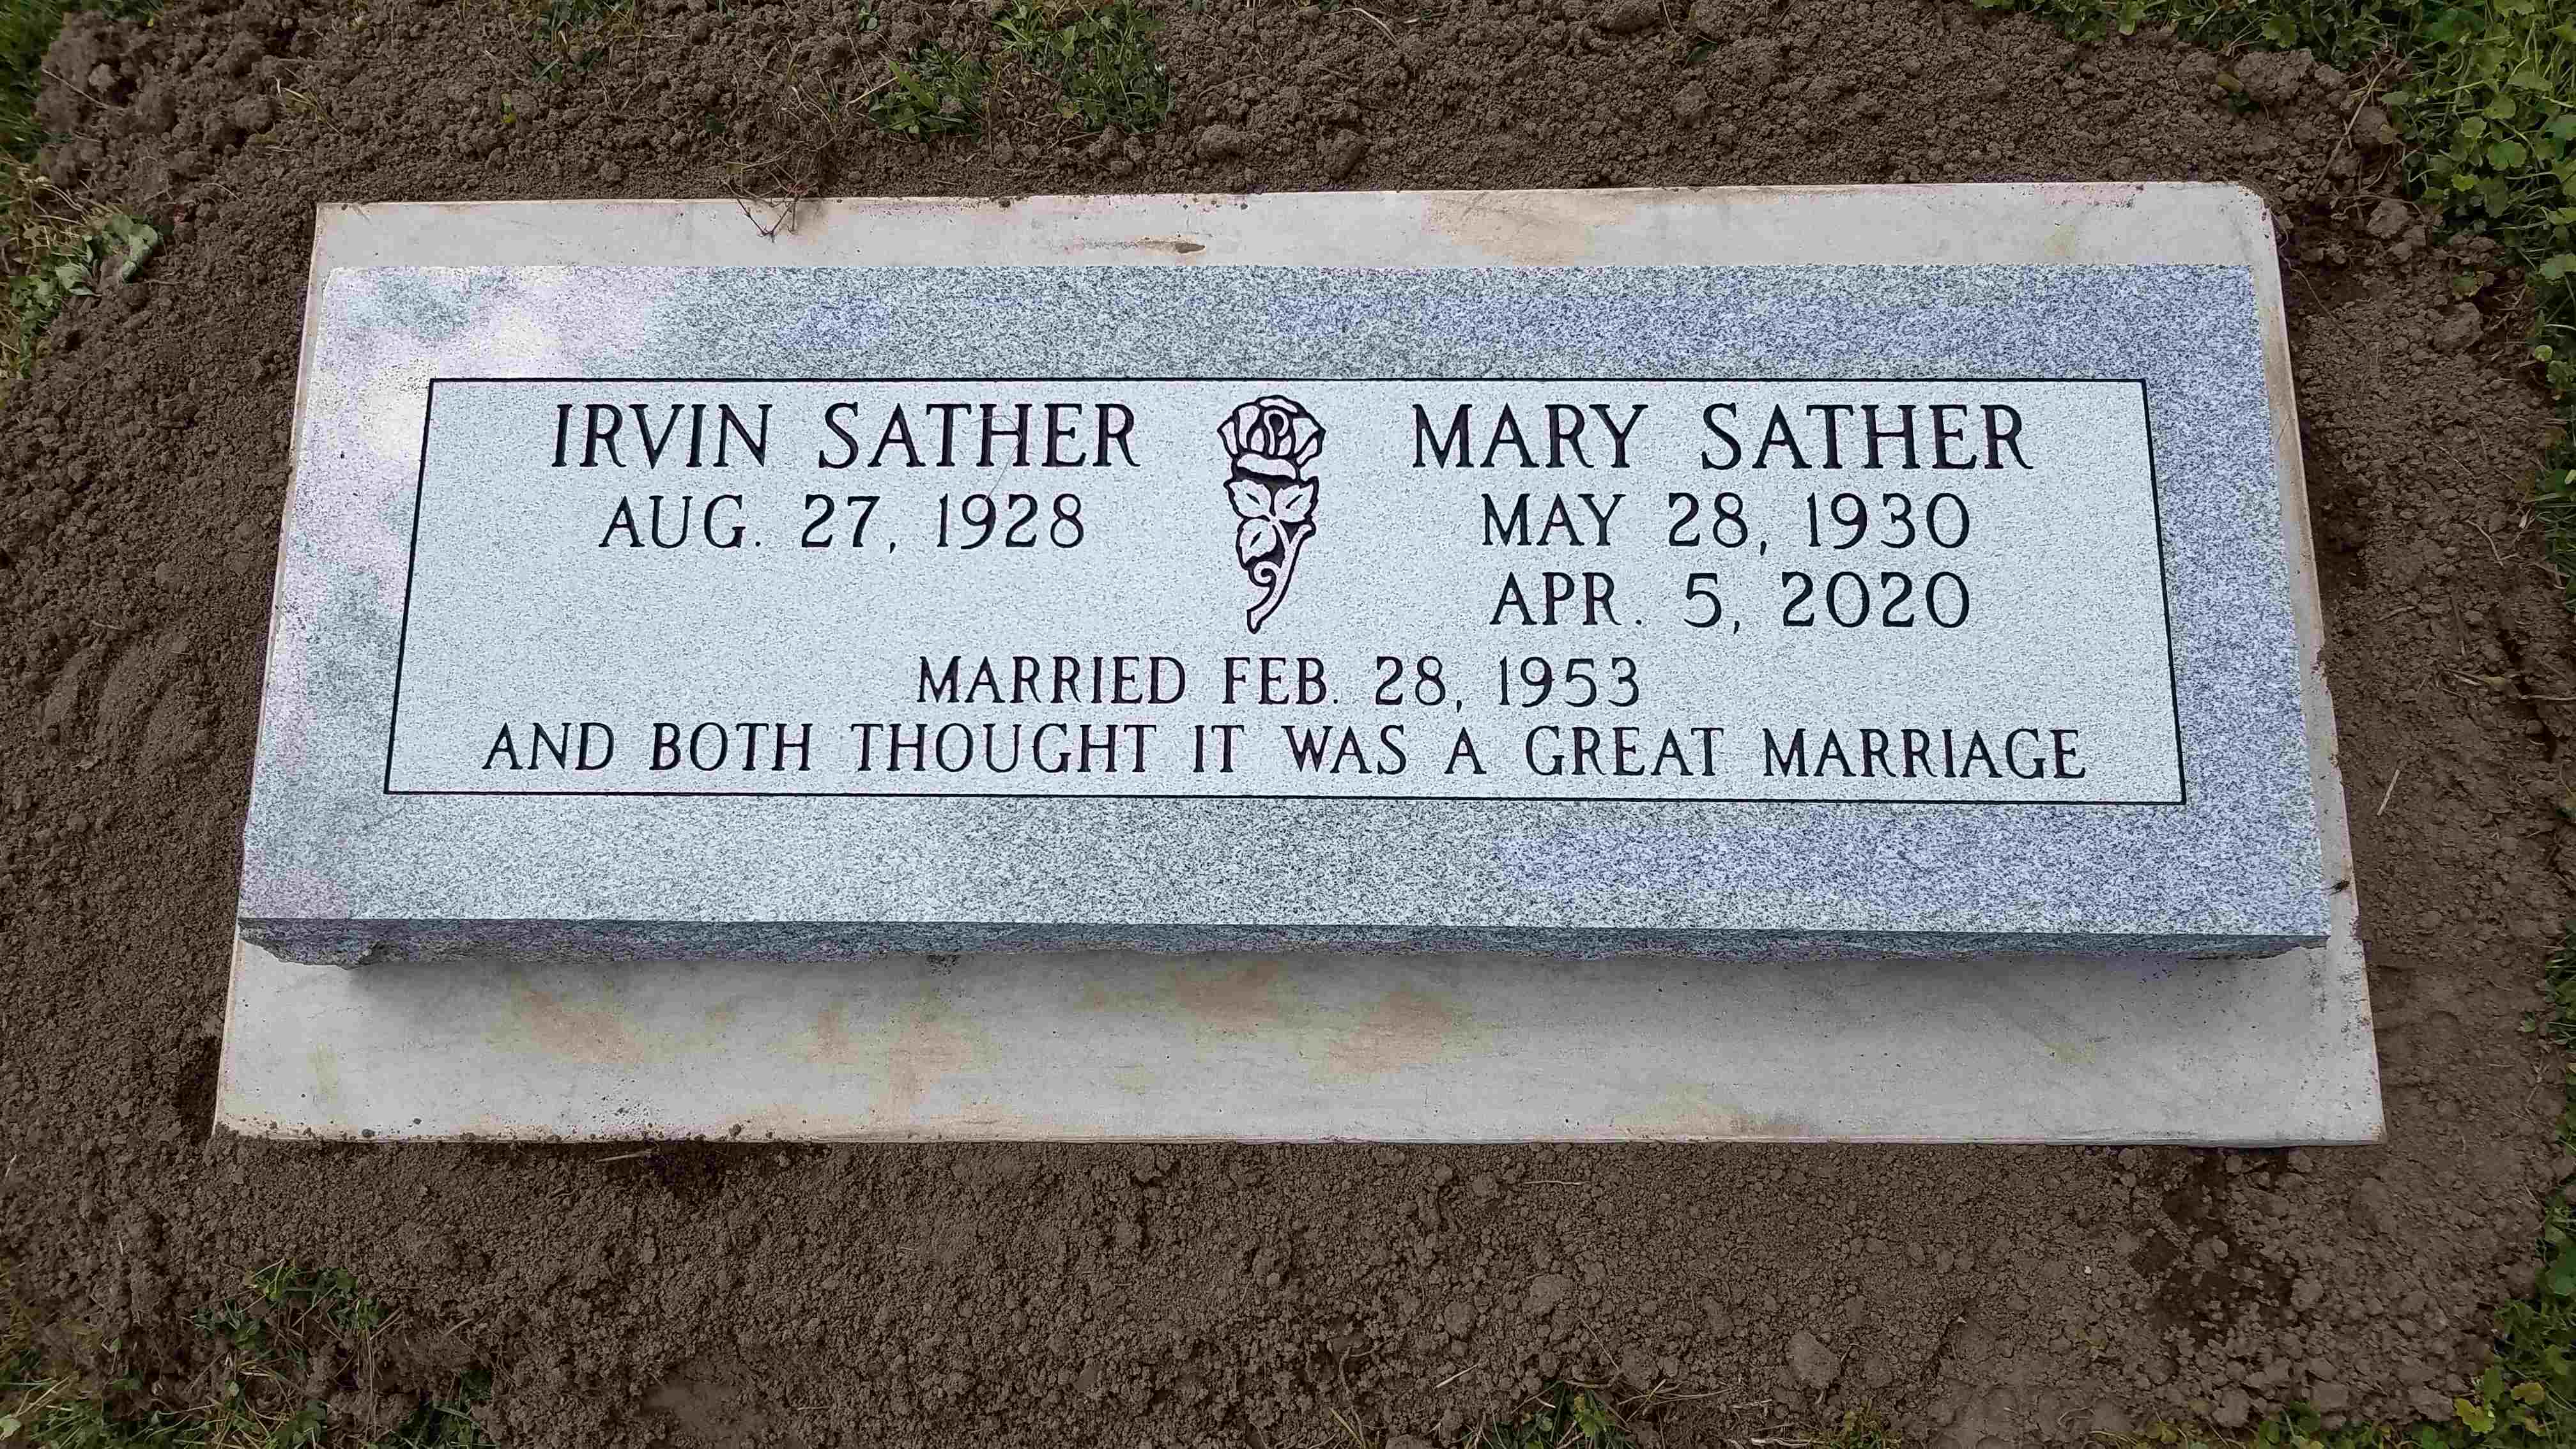 IRVIN SATHER
AUG. 27, 1928
MARY SATHER
MAY 28, 1930
APR. 5, 2020
MARRIED FEB. 28, 1953
AND BOTH THOUGHT IT WAS A GREAT MARRIAGE